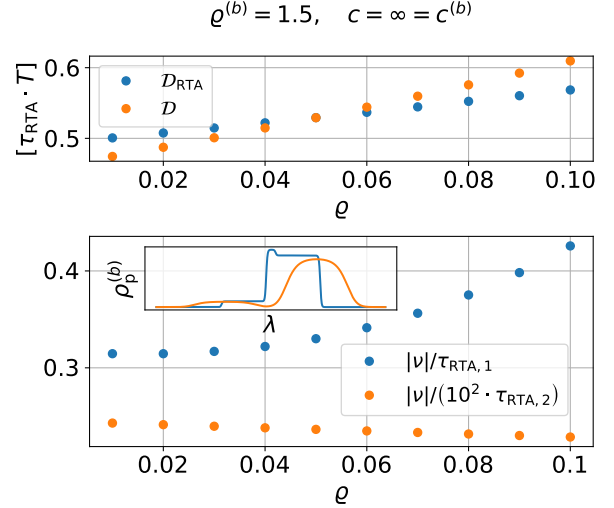 ϱ^(b) = 1.5, c = ∞ = c^(b)
[τ_RTA · T]
0.6
0.5
𝒟_RTA
𝒟
0.02 0.04 0.06 0.08 0.10
ϱ
0.4
0.3
ρ_p^(b)
λ
|ν|/τ_RTA, 1
|ν|/(10² · τ_RTA, 2)
0.02 0.04 0.06 0.08 0.1
ϱ